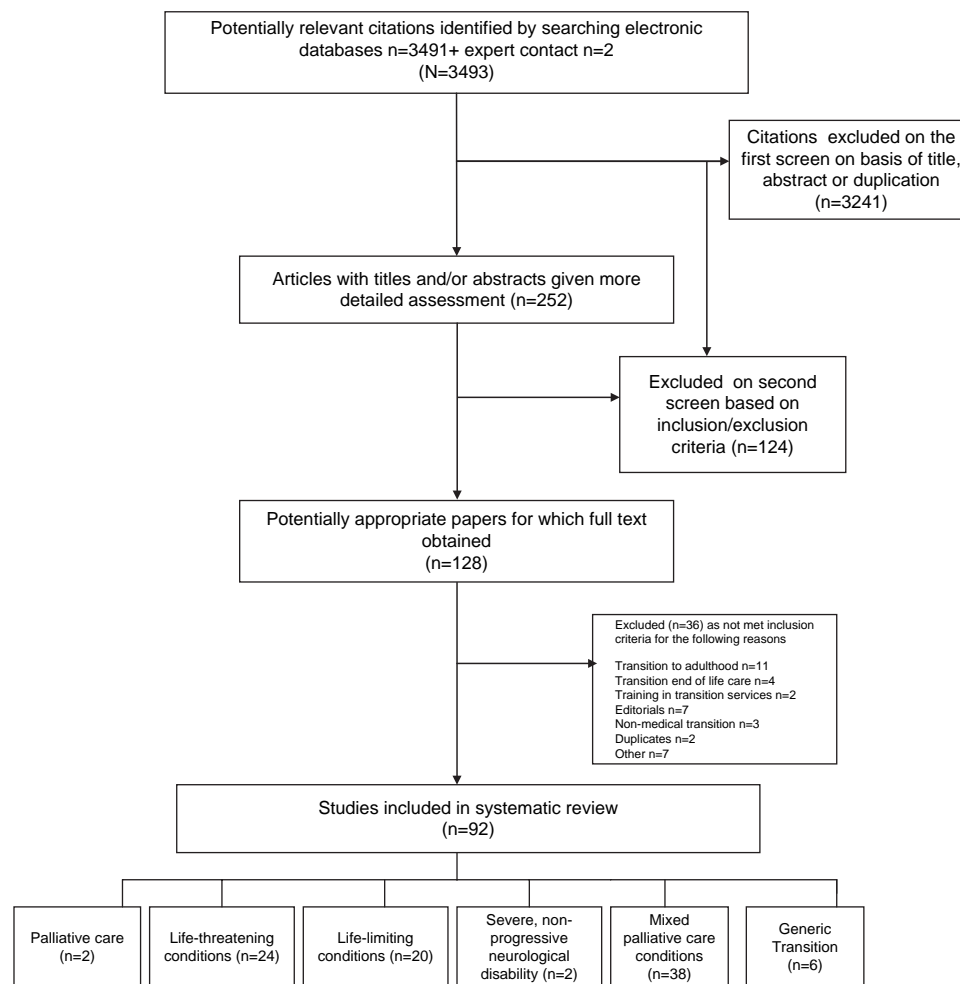 Potentially relevant citations identified by searching electronic
databases n=3491+ expert contact n=2
(N=3493)
Citations excluded on the
first screen on basis of title,
abstract or duplication
(n=3241)
Articles with titles and/or abstracts given more
detailed assessment (n=252)
Excluded on second
screen based on
inclusion/exclusion
criteria (n=124)
Potentially appropriate papers for which full text
obtained
(n=128)
Excluded (n=36) as not met inclusion
criteria for the following reasons
Transition to adulthood n=11
Transition end of life care n=4
Training in transition services n=2
Editorials n=7
Non-medical transition n=3
Duplicates n=2
Other n=7
Studies included in systematic review
(n=92)
Palliative care
(n=2)
Life-threatening
conditions (n=24)
Life-limiting
conditions (n=20)
Severe, non-
progressive
neurological
disability (n=2)
Mixed
palliative care
conditions
(n=38)
Generic
Transition
(n=6)